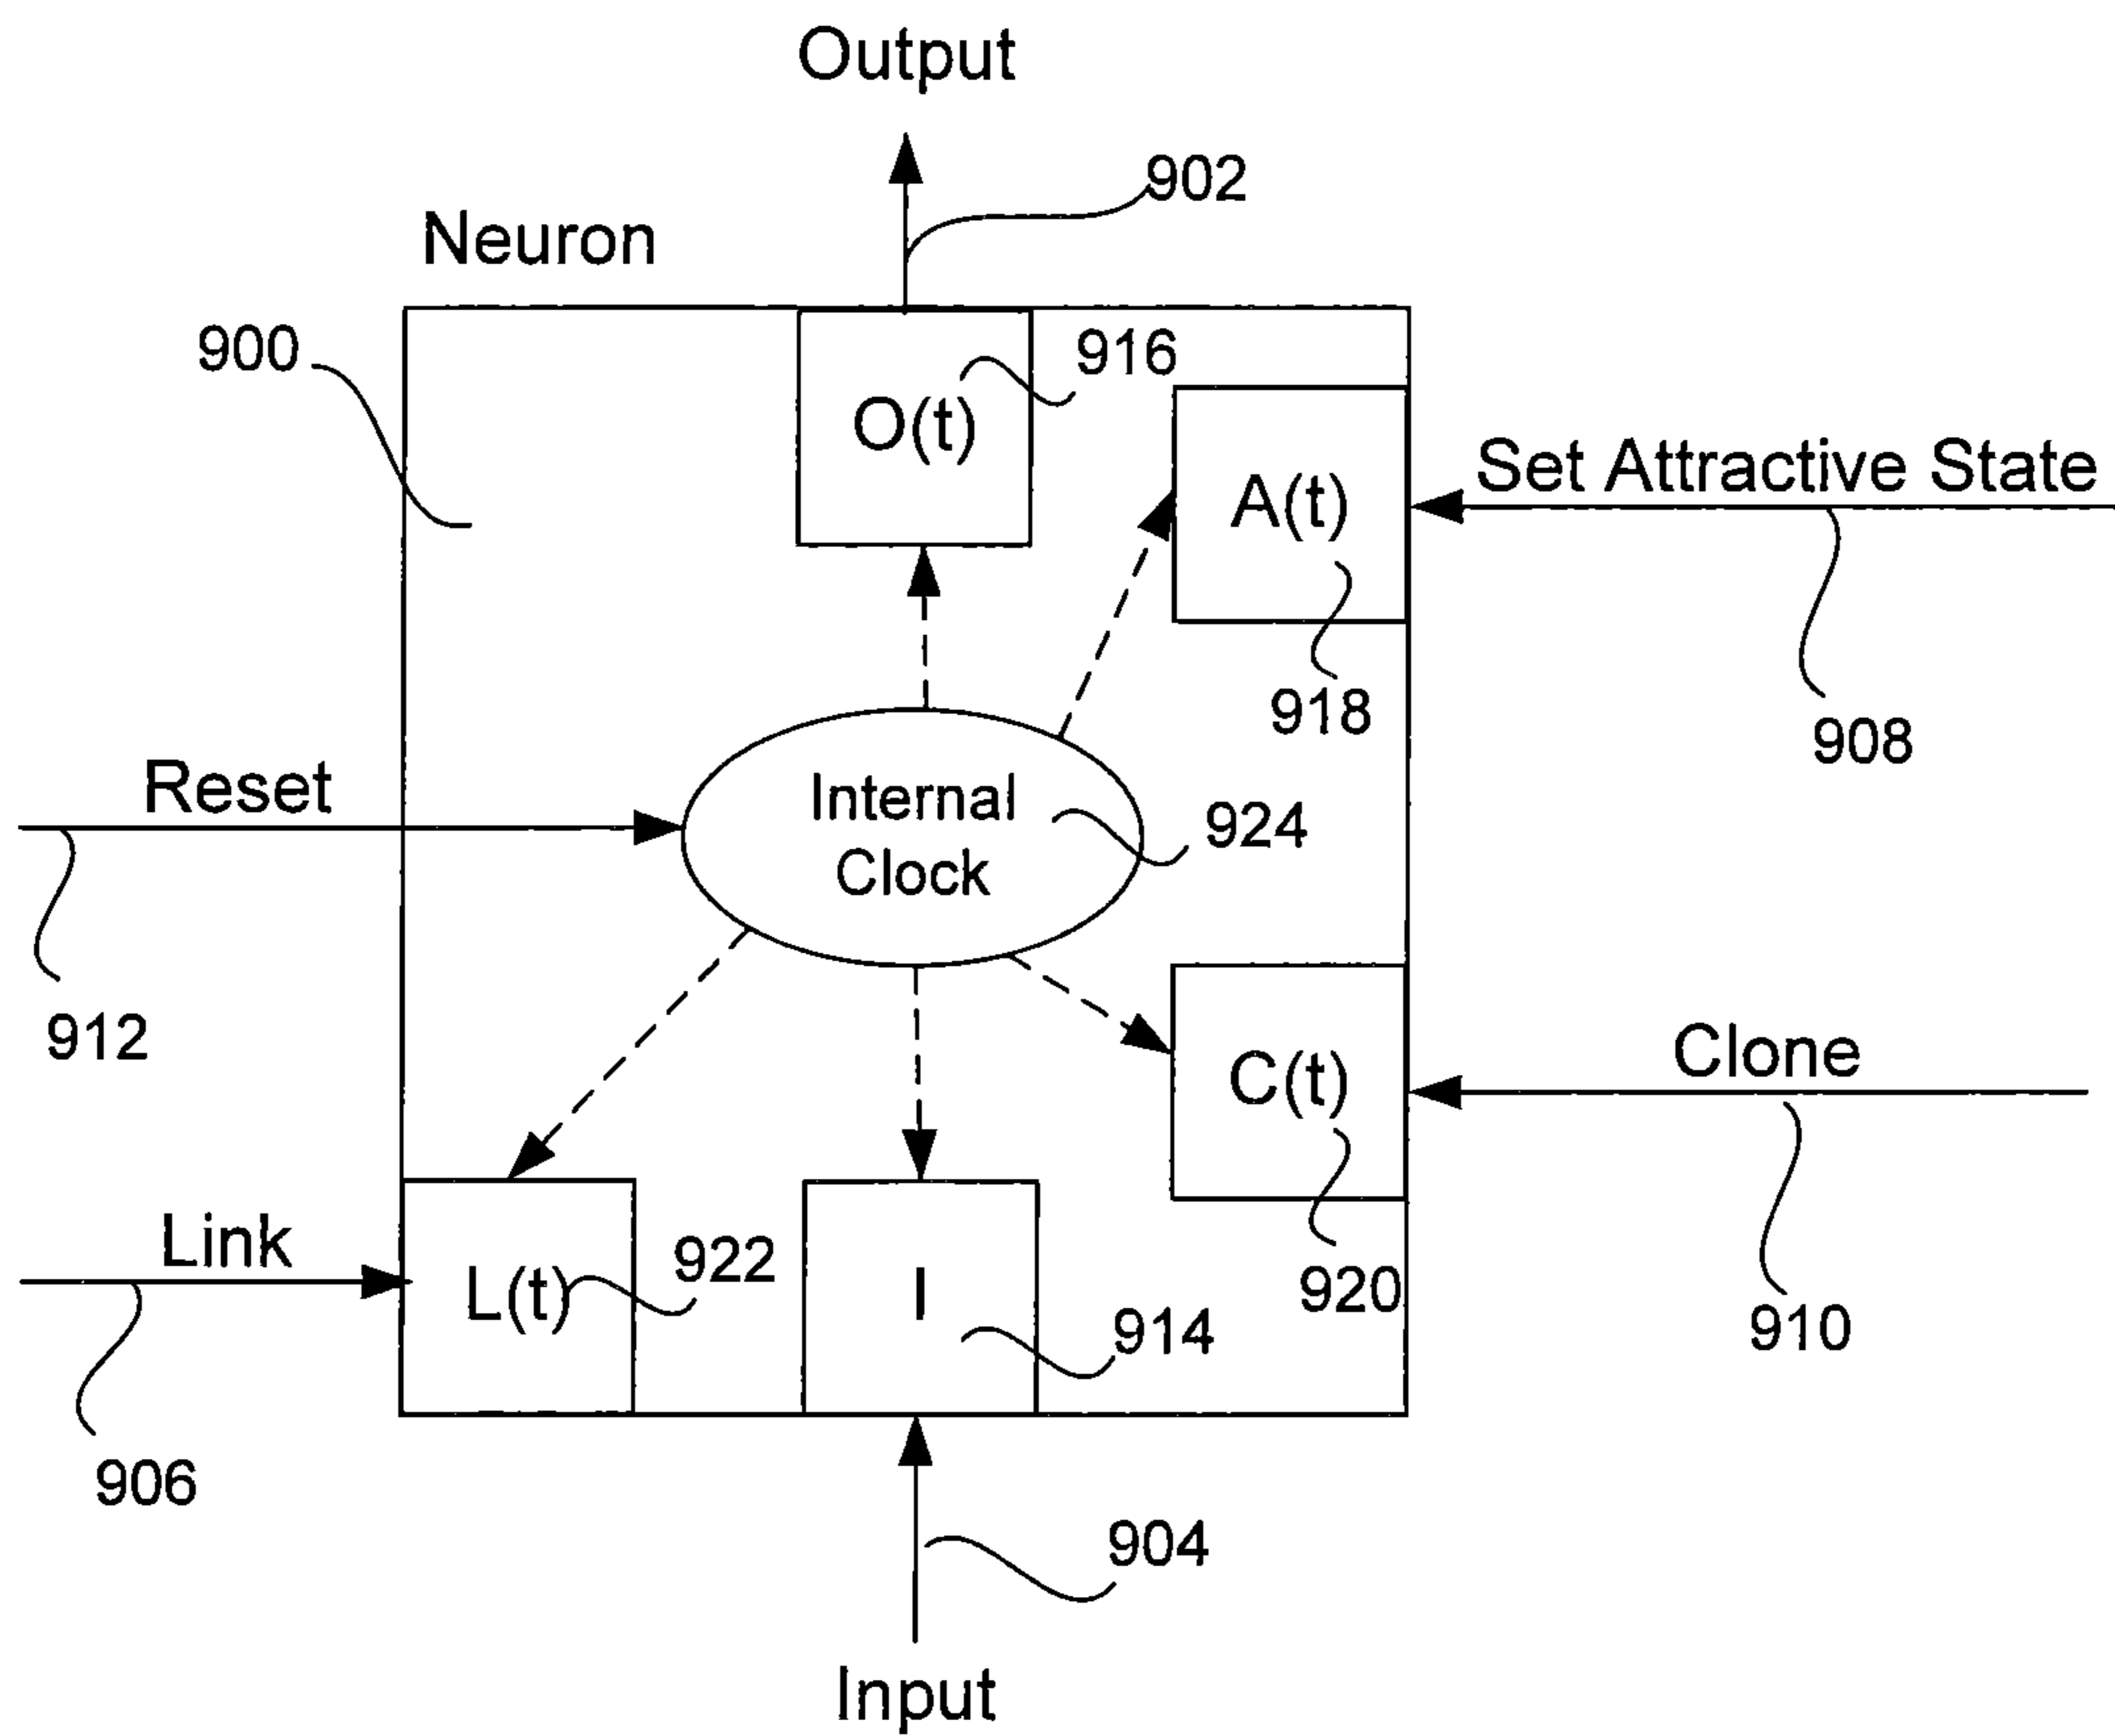 Output
902
Neuron
900
916
O(t)
A(t)
Set Attractive State
918
908
Reset
Internal
Clock
924
912
C(t)
Clone
Link
922
L(t)
I
920
914
910
906
904
Input